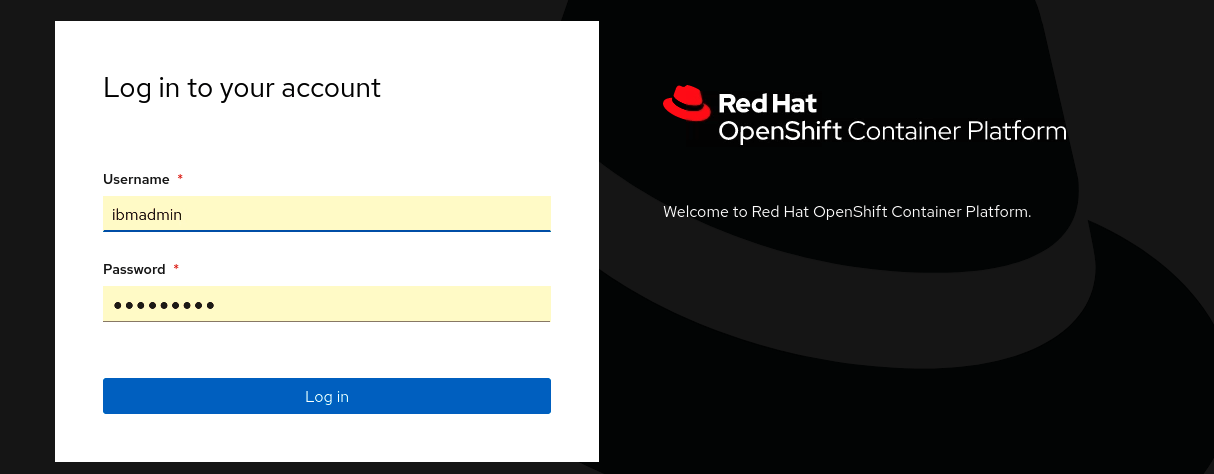 Log in to your account
Username *
ibmadmin
Password *
●●●●●●●●●
Log in
Red Hat
OpenShift Container Platform
Welcome to Red Hat OpenShift Container Platform.